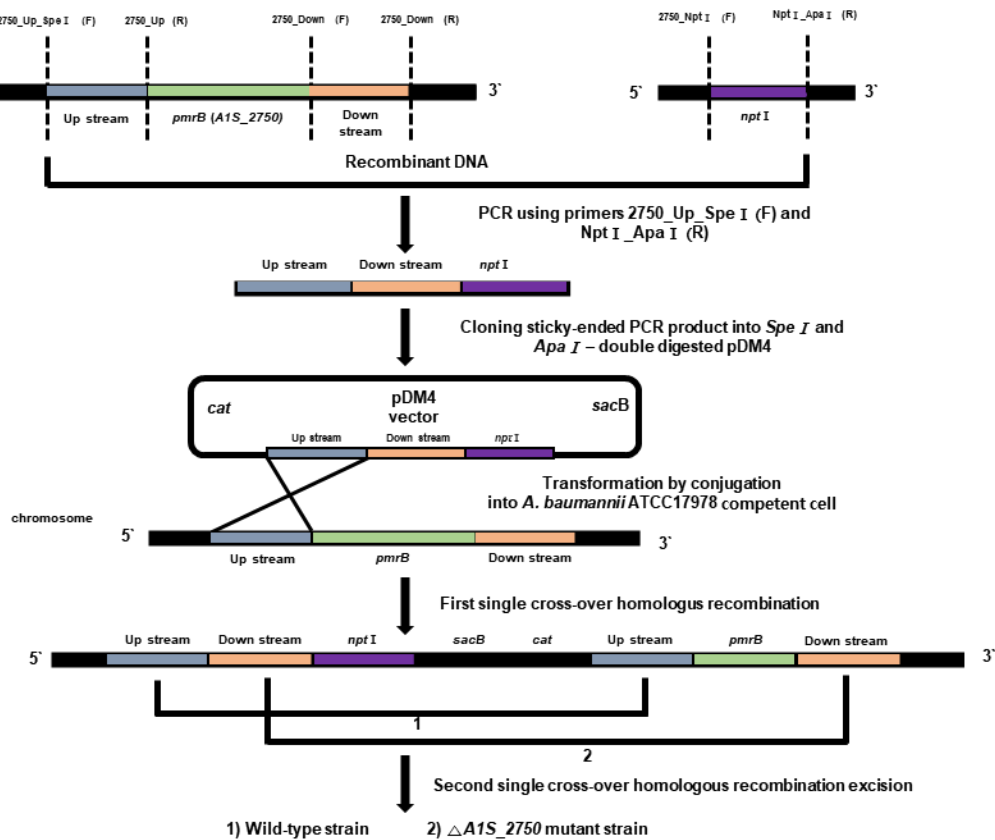 2750_Up_Spe I (F) 2750_Up (R) 2750_Down (F) 2750_Down (R) 2750_Npt I (F) Npt I_Apa I (R)
3` 5` 3`
Up stream pmrB (A1S_2750) Down stream npt I
Recombinant DNA
PCR using primers 2750_Up_Spe I (F) and
Npt I_Apa I (R)
Up stream Down stream npt I
Cloning sticky-ended PCR product into Spe I and
Apa I – double digested pDM4
cat pDM4 vector sacB
Up stream Down stream npt I
Transformation by conjugation
into A. baumannii ATCC17978 competent cell
chromosome
5` 3`
Up stream pmrB Down stream
First single cross-over homologus recombination
Up stream Down stream npt I sacB cat Up stream pmrB Down stream
5` 3`
1
2
Second single cross-over homologous recombination excision
1) Wild-type strain 2) △A1S_2750 mutant strain